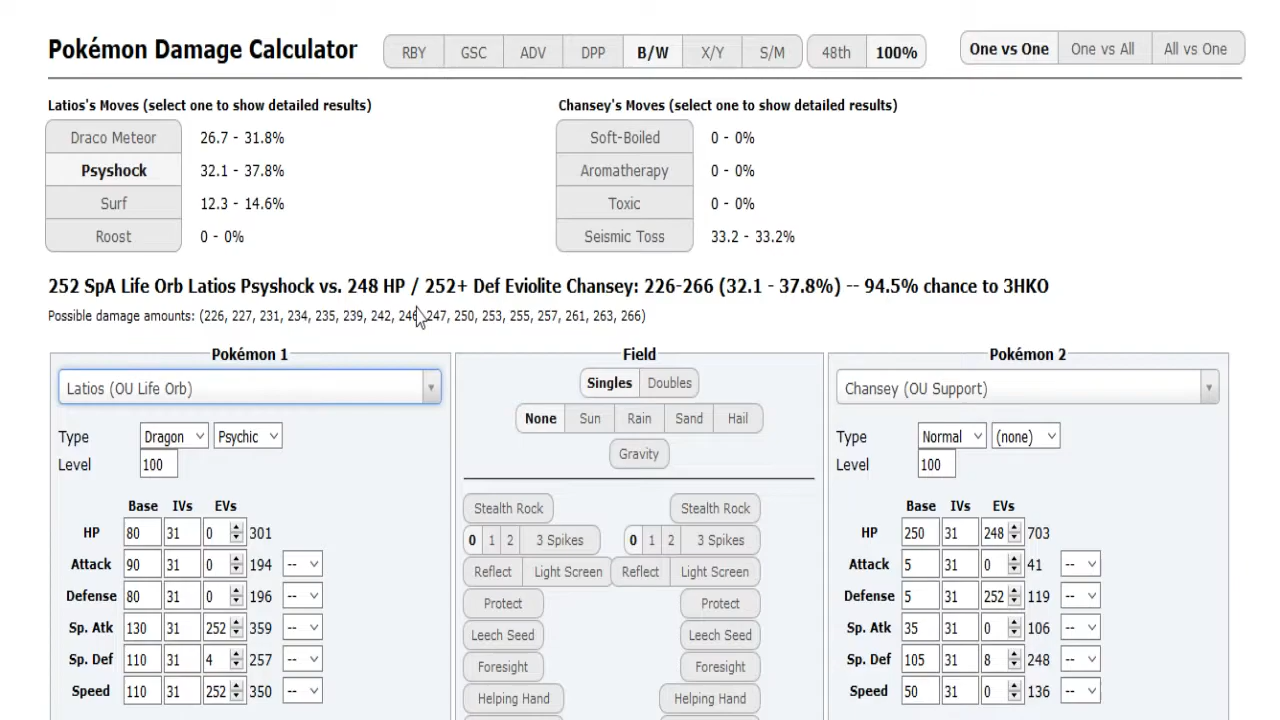 Pokémon Damage Calculator RBY GSC ADV DPP B/W X/Y S/M 48th 100% One vs One One vs All All vs One
Latios's Moves (select one to show detailed results) Chansey's Moves (select one to show detailed results)
Draco Meteor 26.7 - 31.8% Soft-Boiled 0 - 0%
Psyshock 32.1 - 37.8% Aromatherapy 0 - 0%
Surf 12.3 - 14.6% Toxic 0 - 0%
Roost 0 - 0% Seismic Toss 33.2 - 33.2%
252 SpA Life Orb Latios Psyshock vs. 248 HP / 252+ Def Eviolite Chansey: 226-266 (32.1 - 37.8%) -- 94.5% chance to 3HKO
Possible damage amounts: (226, 227, 231, 234, 235, 239, 242, 246, 247, 250, 253, 255, 257, 261, 263, 266)
Pokémon 1 Field Pokémon 2
Latios (OU Life Orb) Singles Doubles Chansey (OU Support)
None Sun Rain Sand Hail
Type Dragon Psychic Type Normal (none)
Gravity
Level 100 Level 100
Base IVs EVs Stealth Rock Stealth Rock Base IVs EVs
HP 80 31 0 301 0 1 2 3 Spikes 0 1 2 3 Spikes HP 250 31 248 703
Attack 90 31 0 194 -- Reflect Light Screen Reflect Light Screen Attack 5 31 0 41 --
Defense 80 31 0 196 -- Protect Protect Defense 5 31 252 119 --
Sp. Atk 130 31 252 359 -- Leech Seed Leech Seed Sp. Atk 35 31 0 106 --
Sp. Def 110 31 4 257 -- Foresight Foresight Sp. Def 105 31 8 248 --
Speed 110 31 252 350 -- Helping Hand Helping Hand Speed 50 31 0 136 --